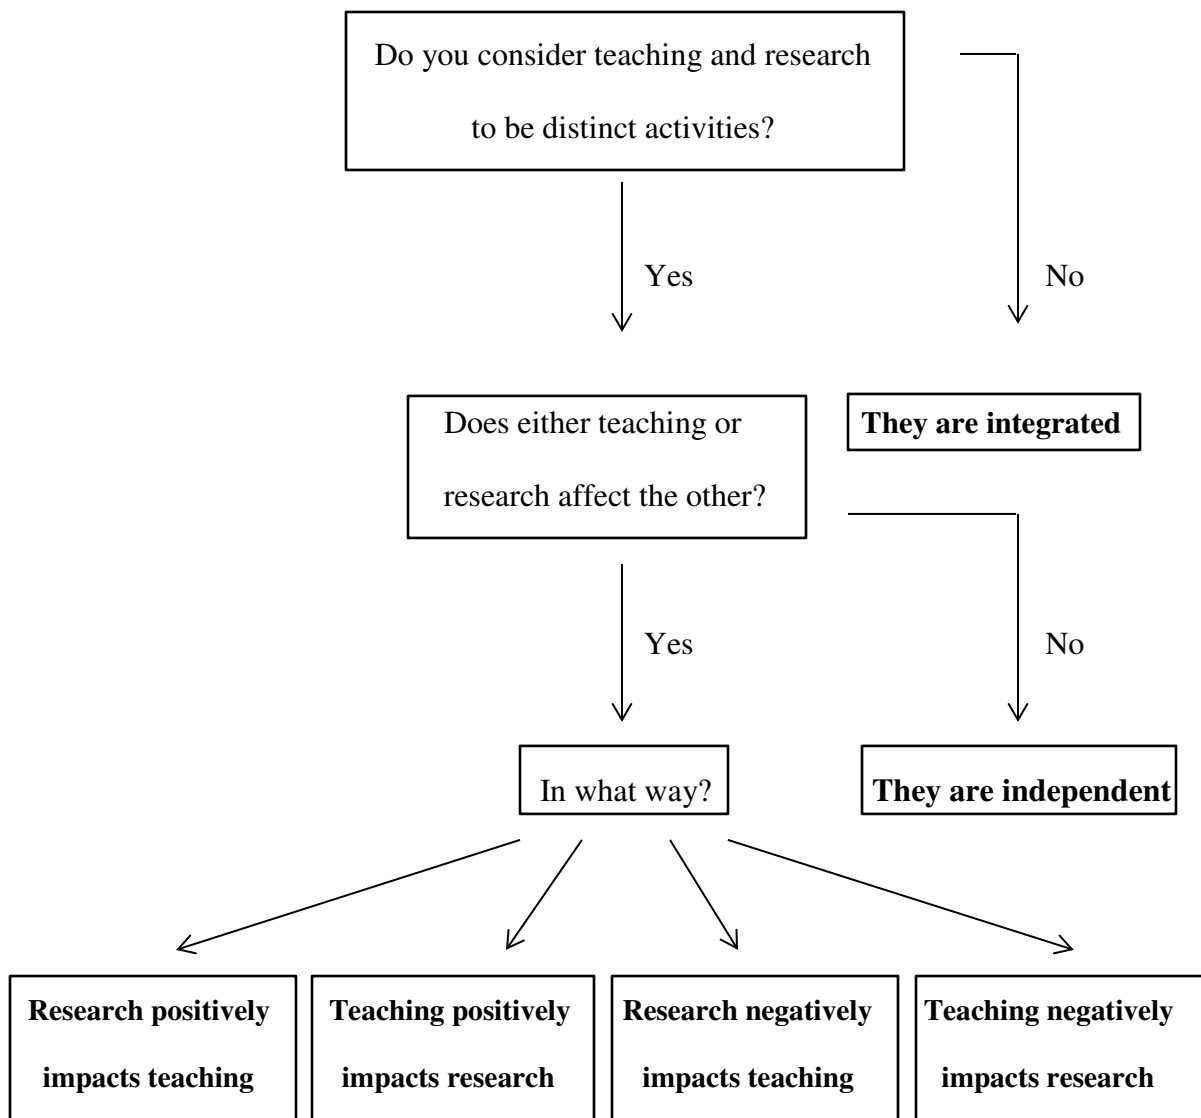 Do you consider teaching and research
to be distinct activities?
Yes
No
Does either teaching or
research affect the other?
They are integrated
Yes
No
In what way?
They are independent
Research positively
impacts teaching
Teaching positively
impacts research
Research negatively
impacts teaching
Teaching negatively
impacts research